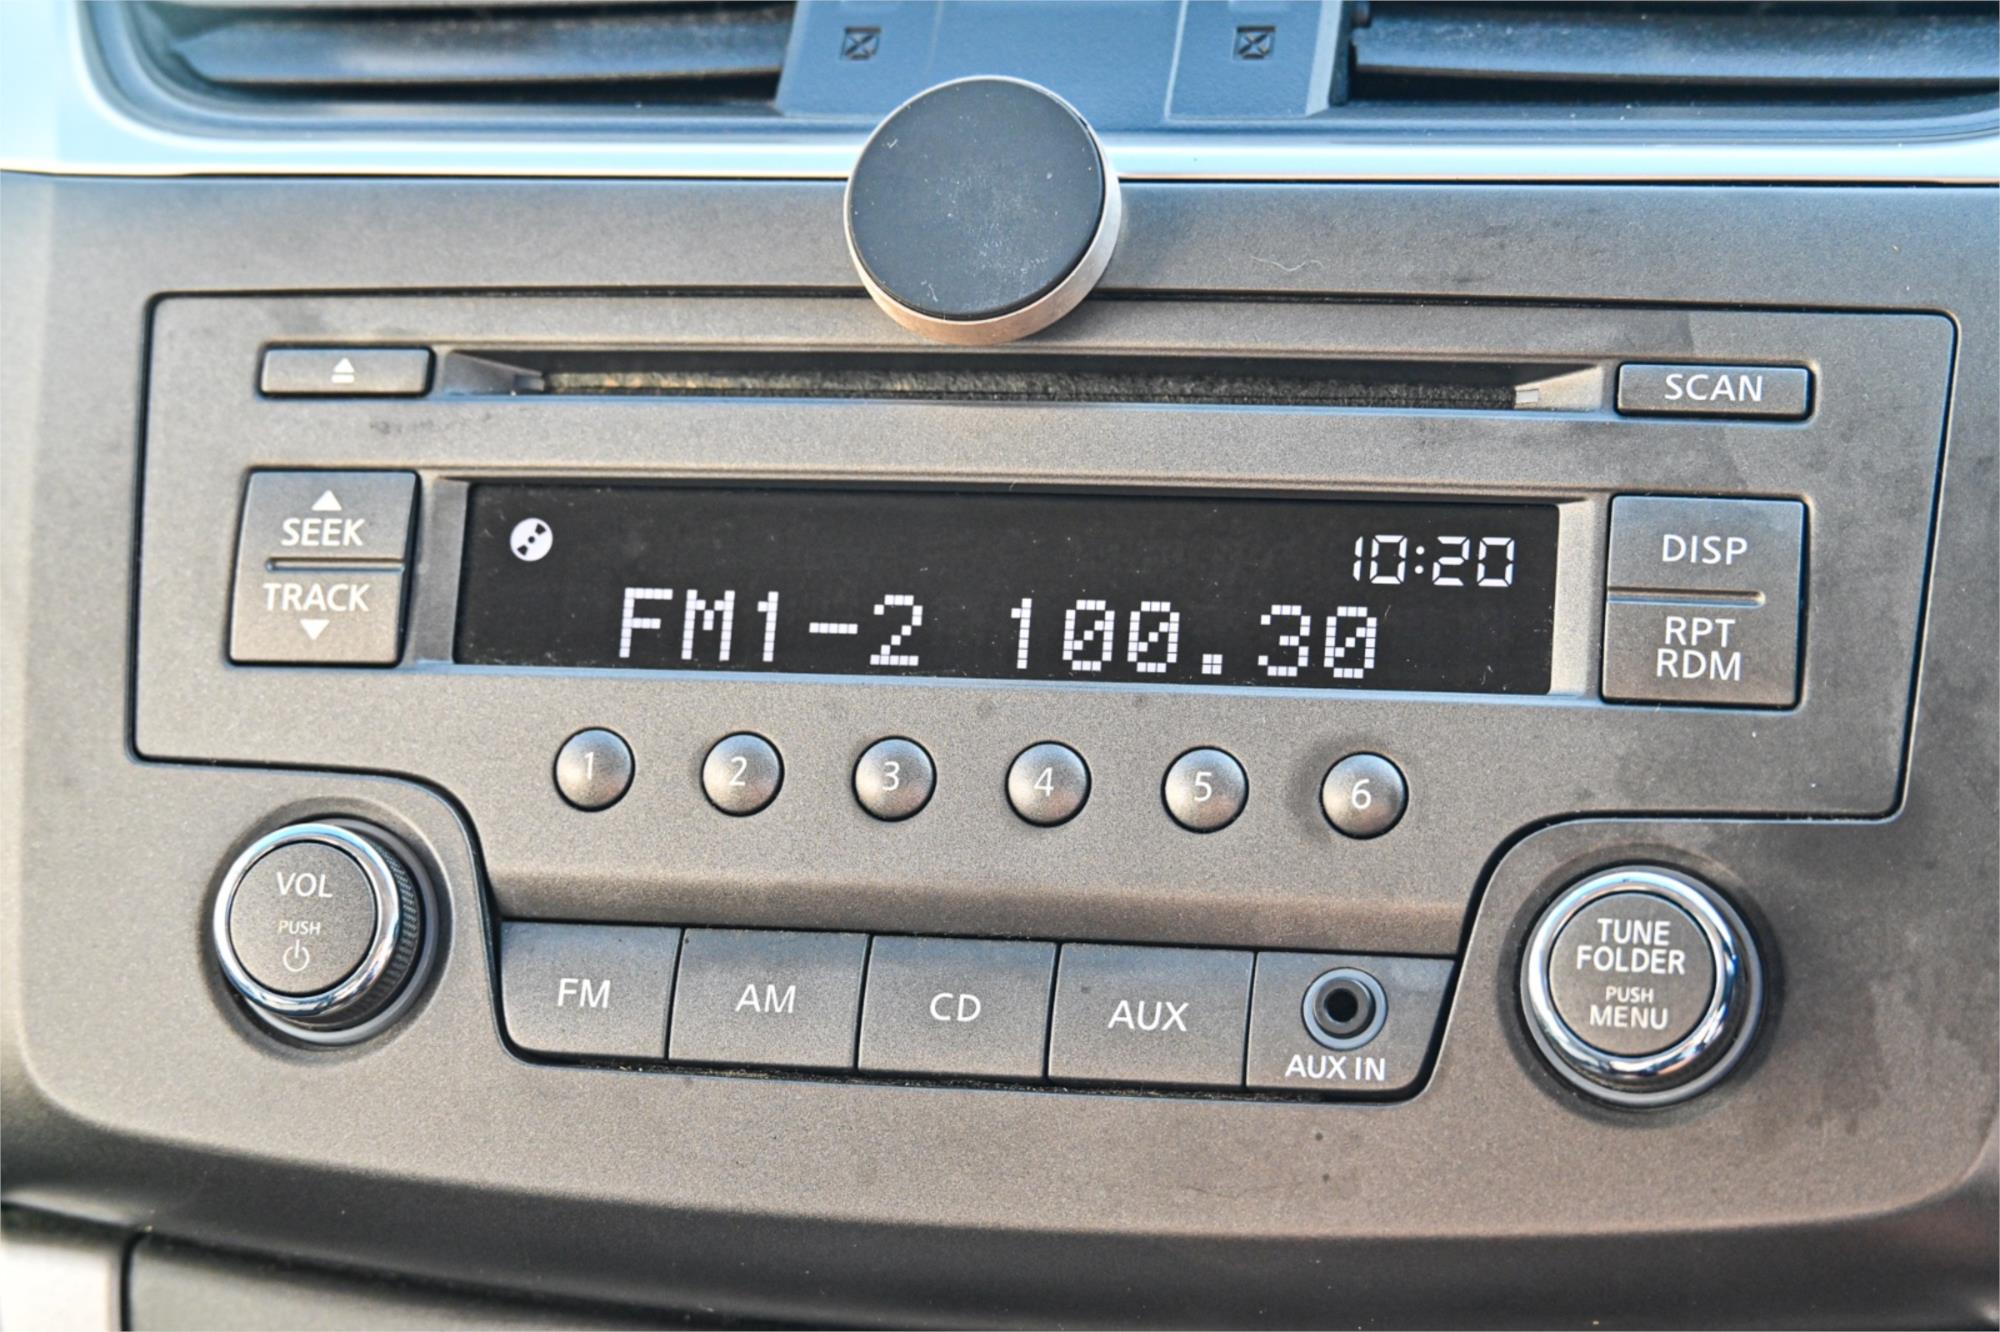 SCAN
SEEK
TRACK
10:20
FM1-2 100.30
DISP
RPT
RDM
1 2 3 4 5 6
VOL
PUSH
FM AM CD AUX
AUX IN
TUNE
FOLDER
PUSH
MENU